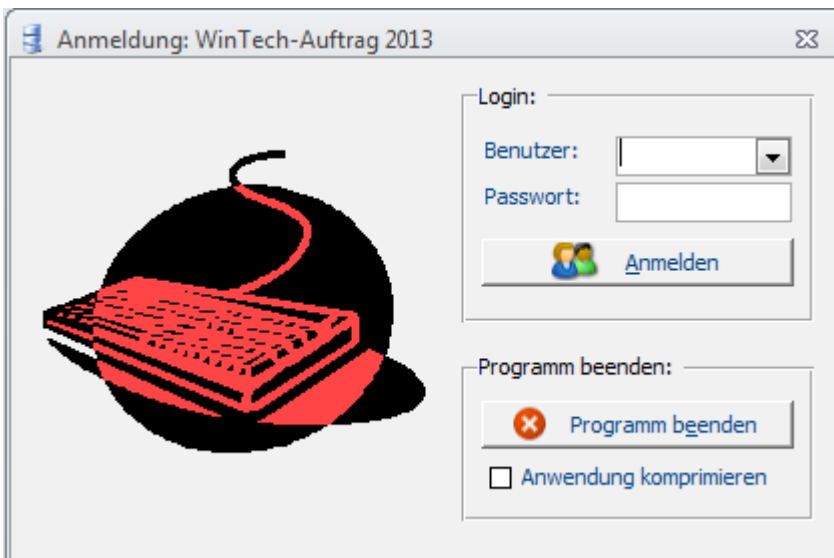 Anmeldung: WinTech-Auftrag 2013
Login:
Benutzer:
Passwort:
Anmelden
Programm beenden:
Programm beenden
Anwendung komprimieren